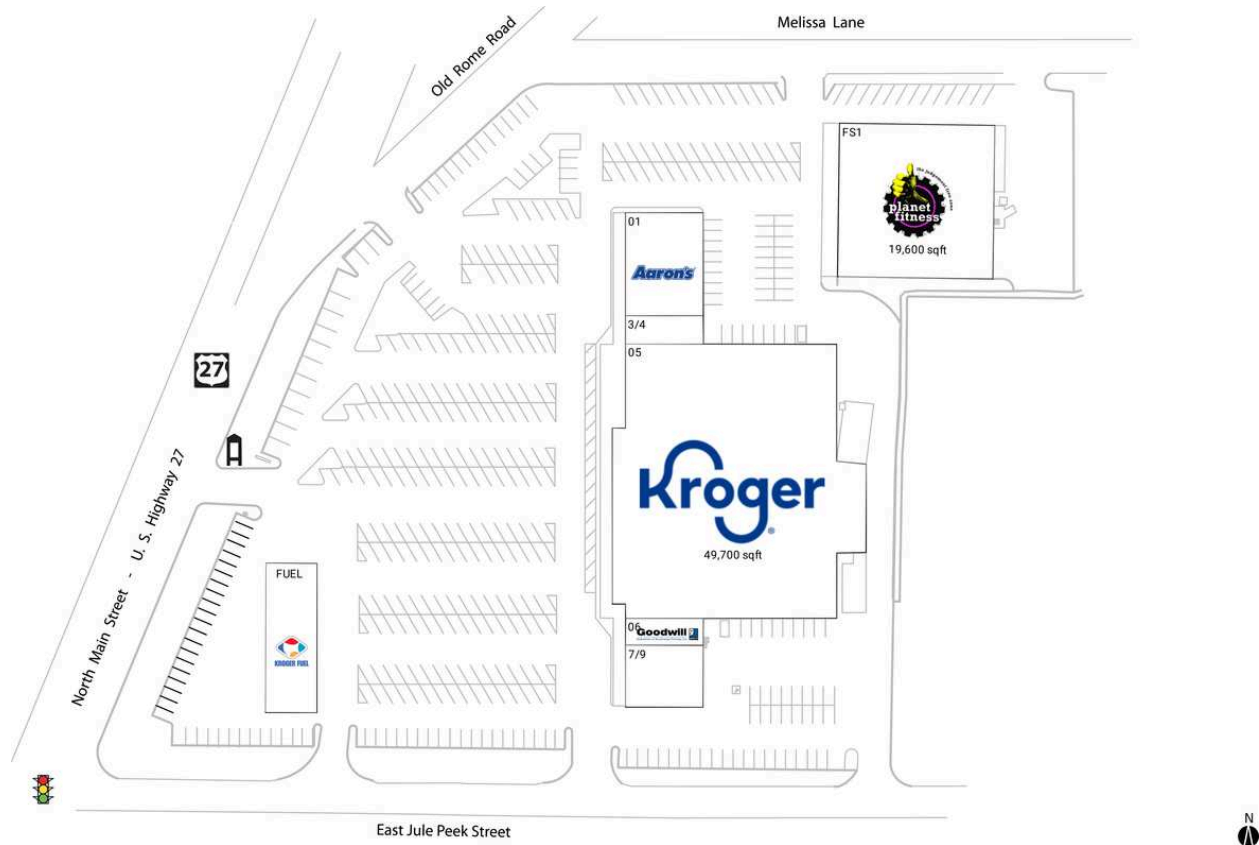 Melissa Lane
Old Rome Road
FS1
the judgement free zone
planet
fitness
19,600 sqft
01
Aaron's
3/4
05
27
Kroger
49,700 sqft
North Main Street - U. S. Highway 27
FUEL
KROGER FUEL
06
Goodwill
7/9
East Jule Peek Street
N